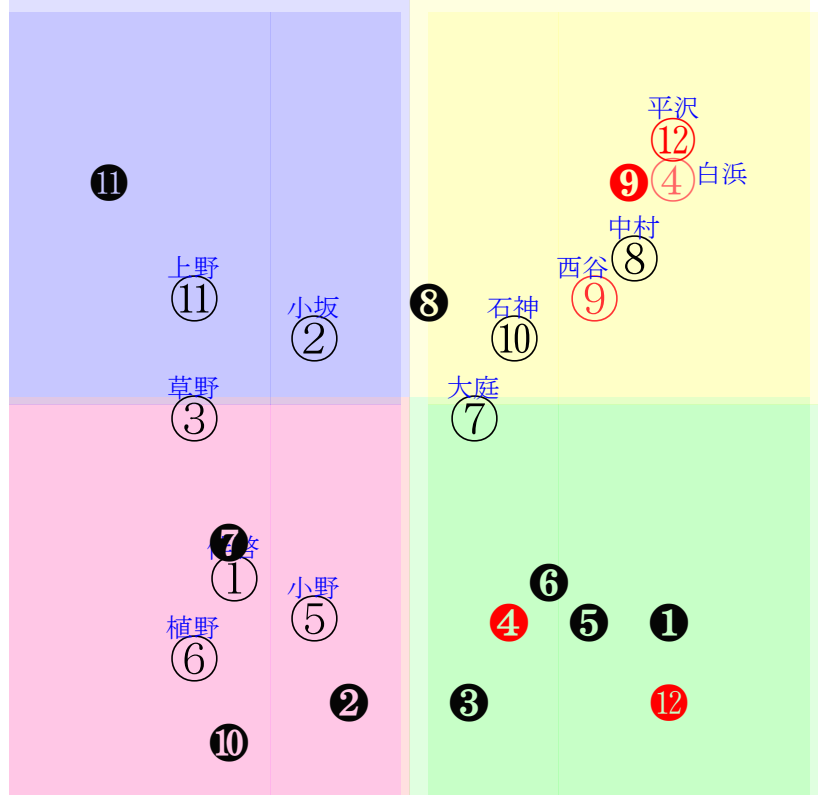 平沢
⑫
⓫
❾
④ 白浜
中村
⑧
上野
⑪
西谷
⑨
小坂
②
❽
石神
⑩
草野
③
大庭
⑦
❼
①
小野
⑤
❻
❹
❺
❶
植野
⑥
❷
❸
⓬
❿